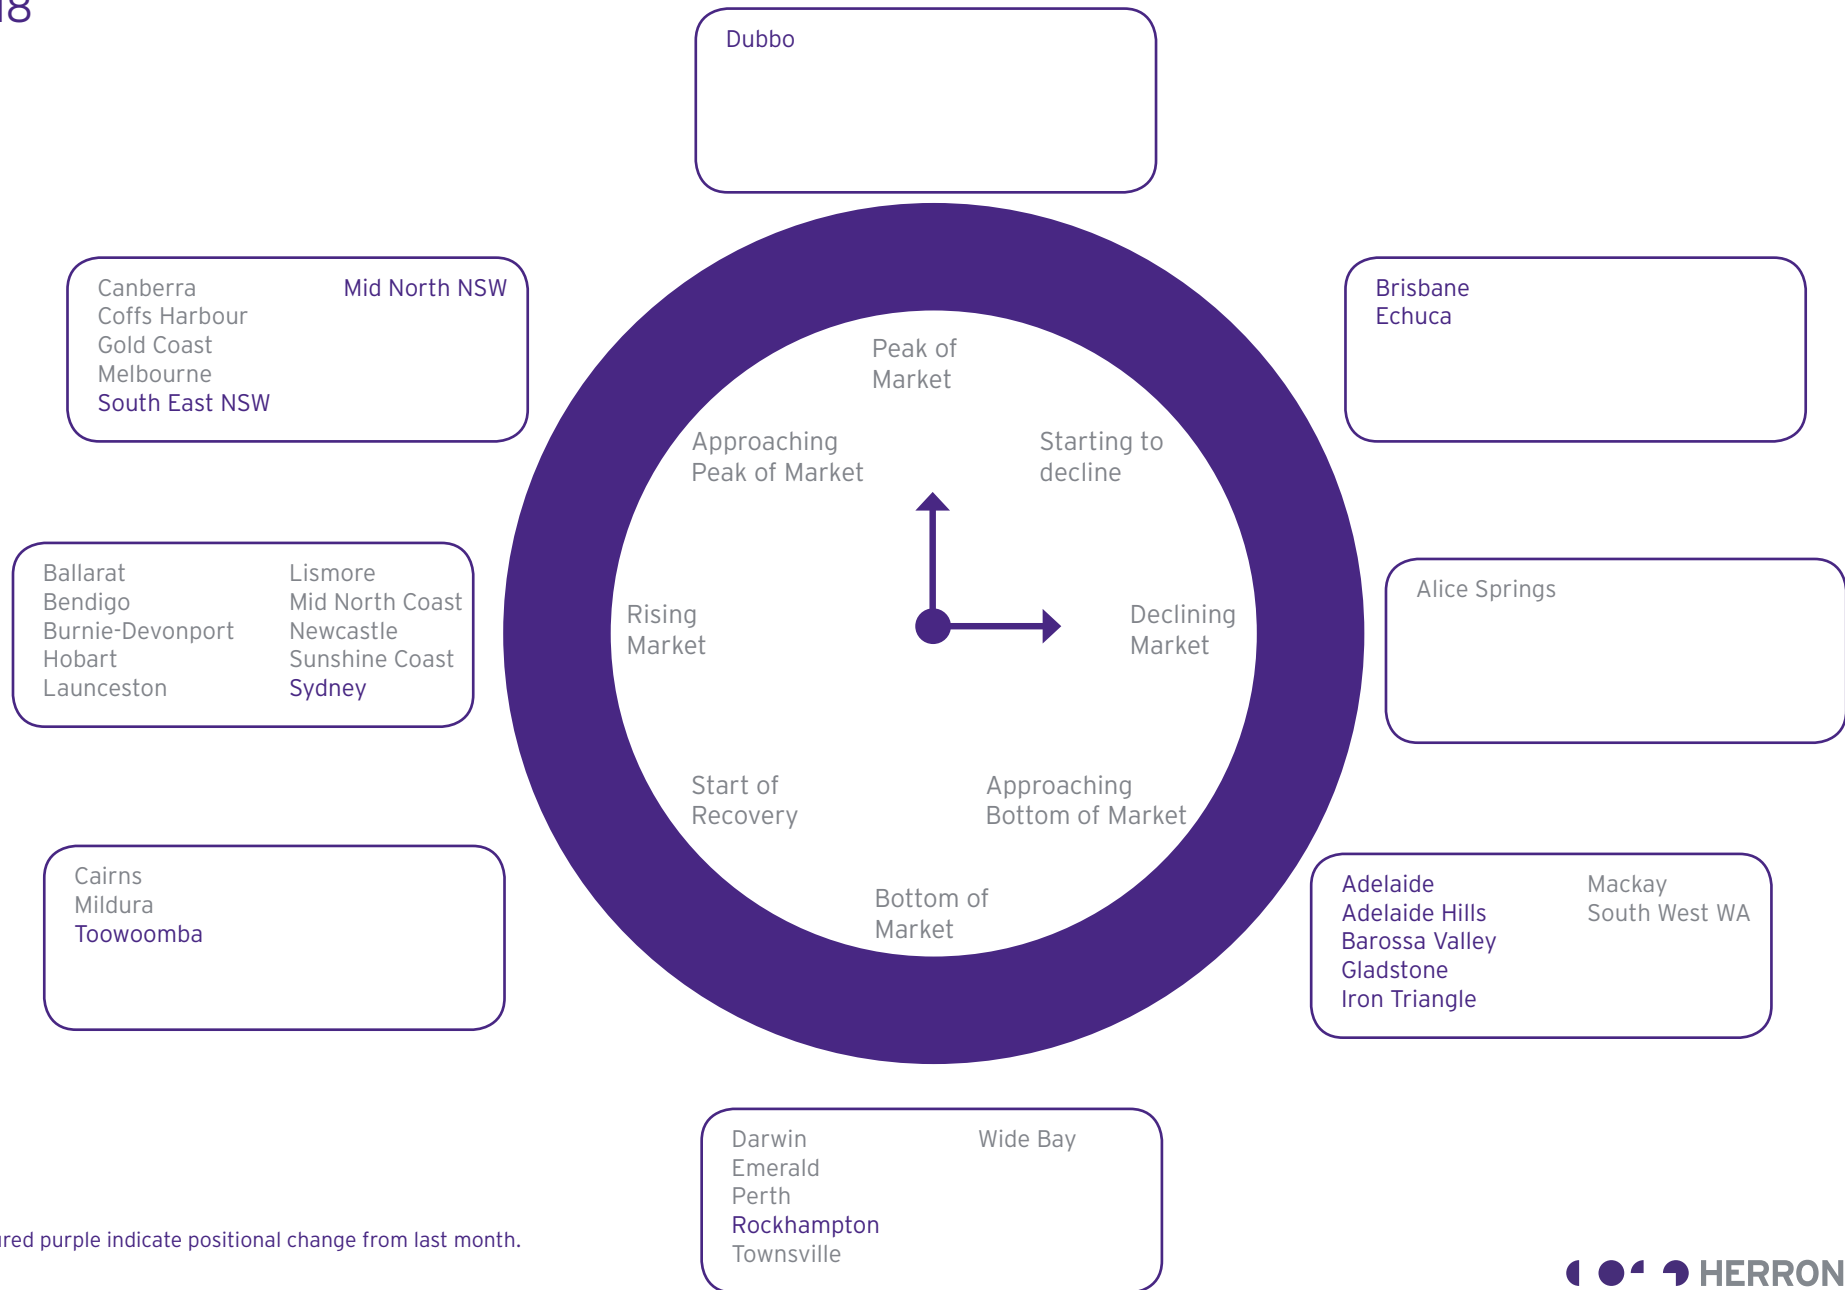 18
Dubbo
Canberra
Coffs Harbour
Gold Coast
Melbourne
South East NSW
Mid North NSW
Brisbane
Echuca
Peak of
Market
Approaching
Peak of Market
Starting to
decline
Ballarat
Bendigo
Burnie-Devonport
Hobart
Launceston
Lismore
Mid North Coast
Newcastle
Sunshine Coast
Sydney
Rising
Market
Declining
Market
Alice Springs
Start of
Recovery
Approaching
Bottom of Market
Bottom of
Market
Cairns
Mildura
Toowoomba
Adelaide
Adelaide Hills
Barossa Valley
Gladstone
Iron Triangle
Mackay
South West WA
Darwin
Emerald
Perth
Rockhampton
Townsville
Wide Bay
ured purple indicate positional change from last month.
HERRON